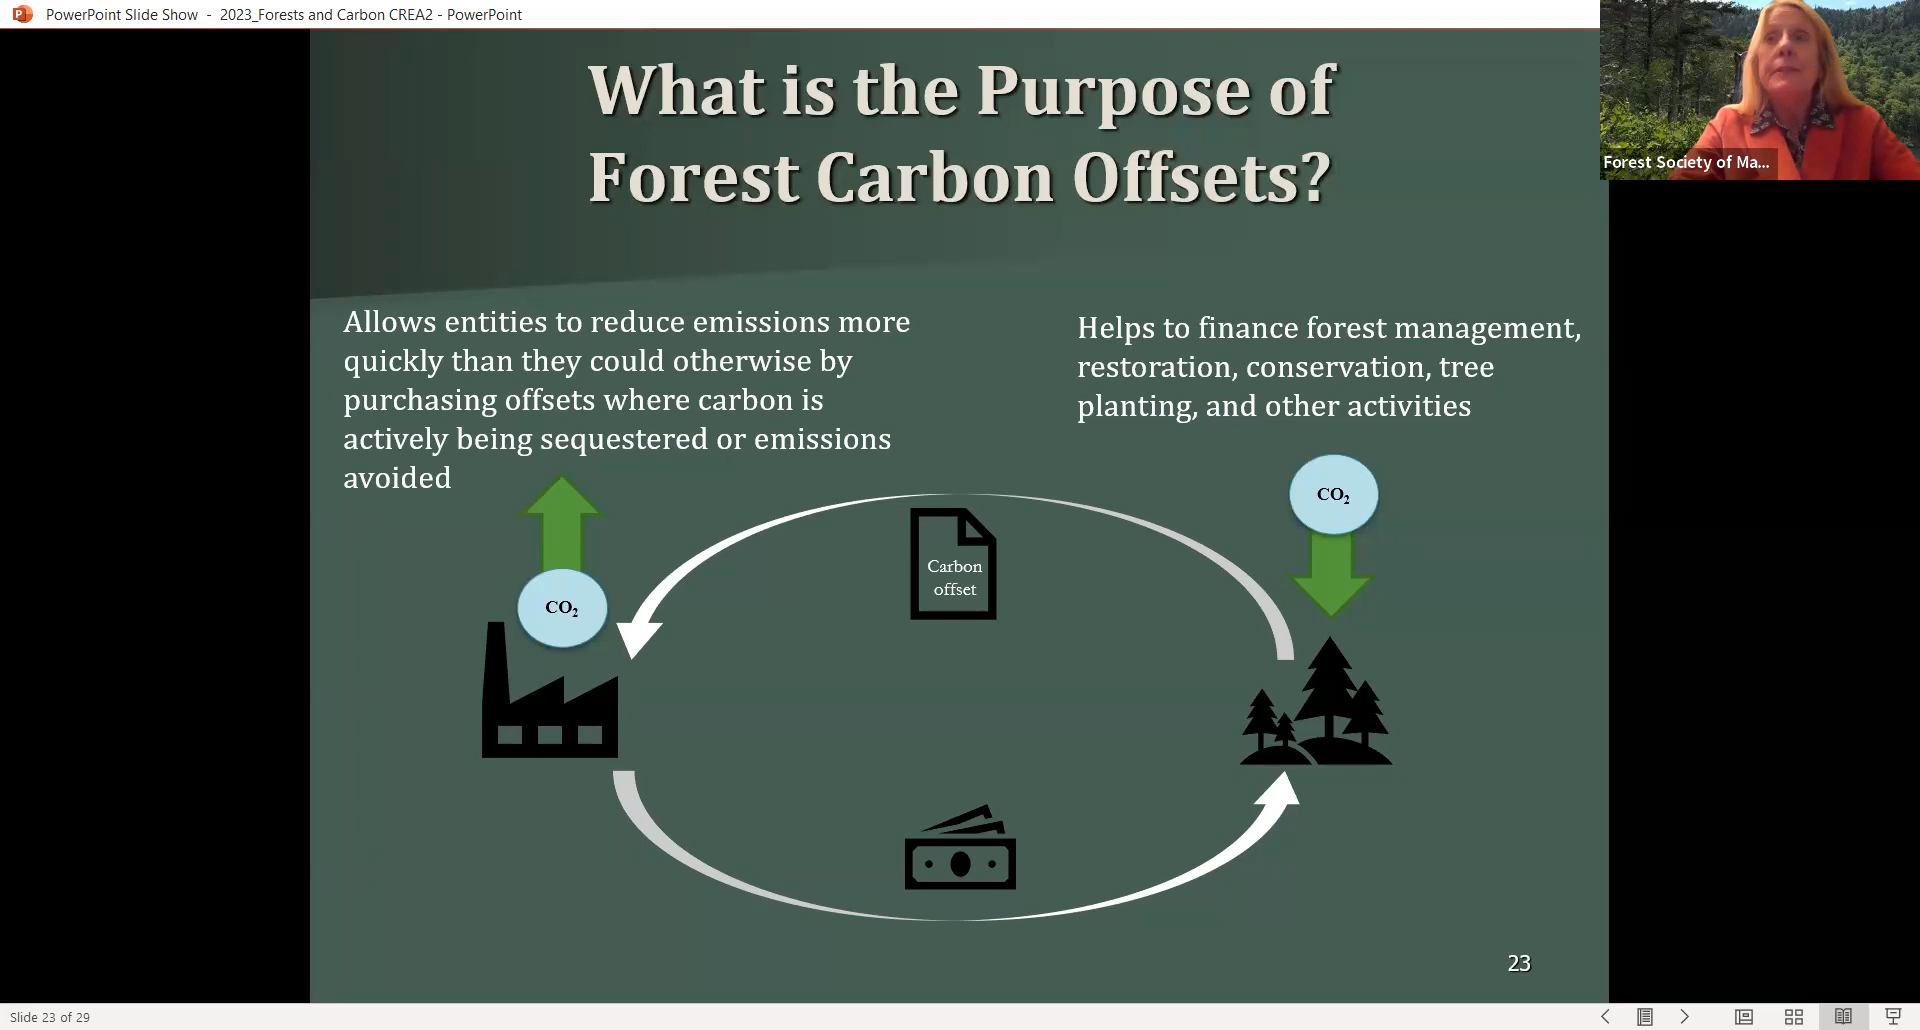 PowerPoint Slide Show - 2023_Forests and Carbon CREA2 - PowerPoint
Forest Society of Ma...
What is the Purpose of
Forest Carbon Offsets?
Allows entities to reduce emissions more
quickly than they could otherwise by
purchasing offsets where carbon is
actively being sequestered or emissions
avoided
Helps to finance forest management,
restoration, conservation, tree
planting, and other activities
CO₂
Carbon
offset
CO₂
23
Slide 23 of 29